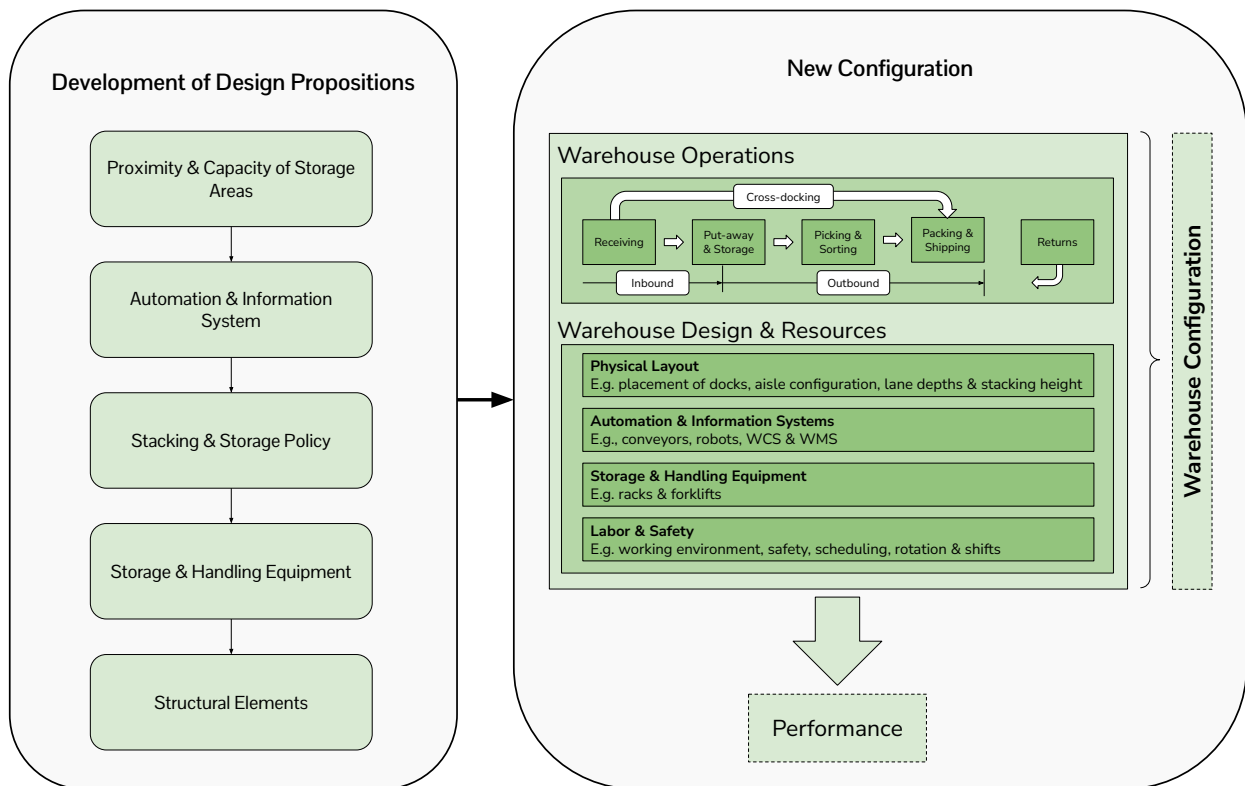 Development of Design Propositions
Proximity & Capacity of Storage
Areas
Automation & Information
System
Stacking & Storage Policy
Storage & Handling Equipment
Structural Elements
New Configuration
Warehouse Operations
Cross-docking
Receiving
Put-away
& Storage
Picking &
Sorting
Packing &
Shipping
Returns
Inbound
Outbound
Warehouse Design & Resources
Physical Layout
E.g. placement of docks, aisle configuration, lane depths & stacking height
Automation & Information Systems
E.g., conveyors, robots, WCS & WMS
Storage & Handling Equipment
E.g. racks & forklifts
Labor & Safety
E.g. working environment, safety, scheduling, rotation & shifts
Warehouse Configuration
Performance